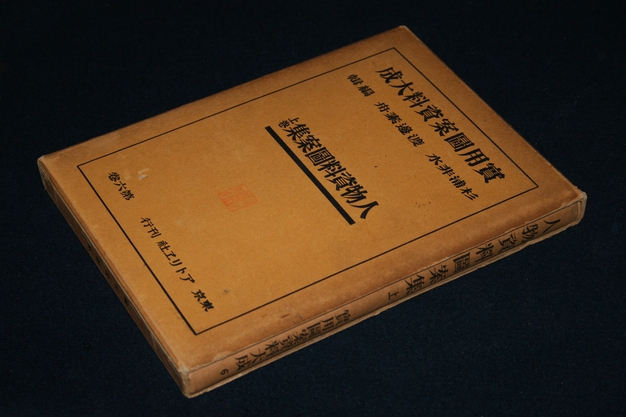 實用圖案資料大成
杉浦非水 渡邊素舟 編輯
人物資料圖案集 上卷
第六卷
東京 アトリヱ社 刊行
人物資料圖案集 上
實用圖案資料大成 6